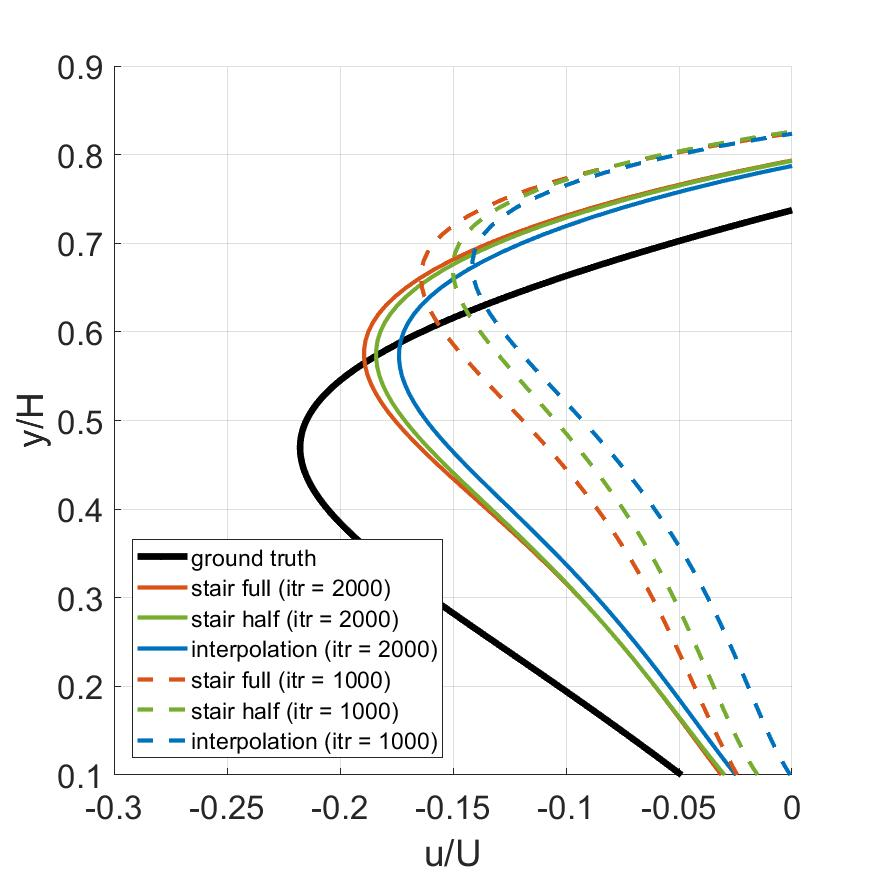 0.9
0.8
0.7
0.6
0.5
0.4
0.3
0.2
0.1
y/H
ground truth
stair full (itr = 2000)
stair half (itr = 2000)
interpolation (itr = 2000)
stair full (itr = 1000)
stair half (itr = 1000)
interpolation (itr = 1000)
-0.3 -0.25 -0.2 -0.15 -0.1 -0.05 0
u/U